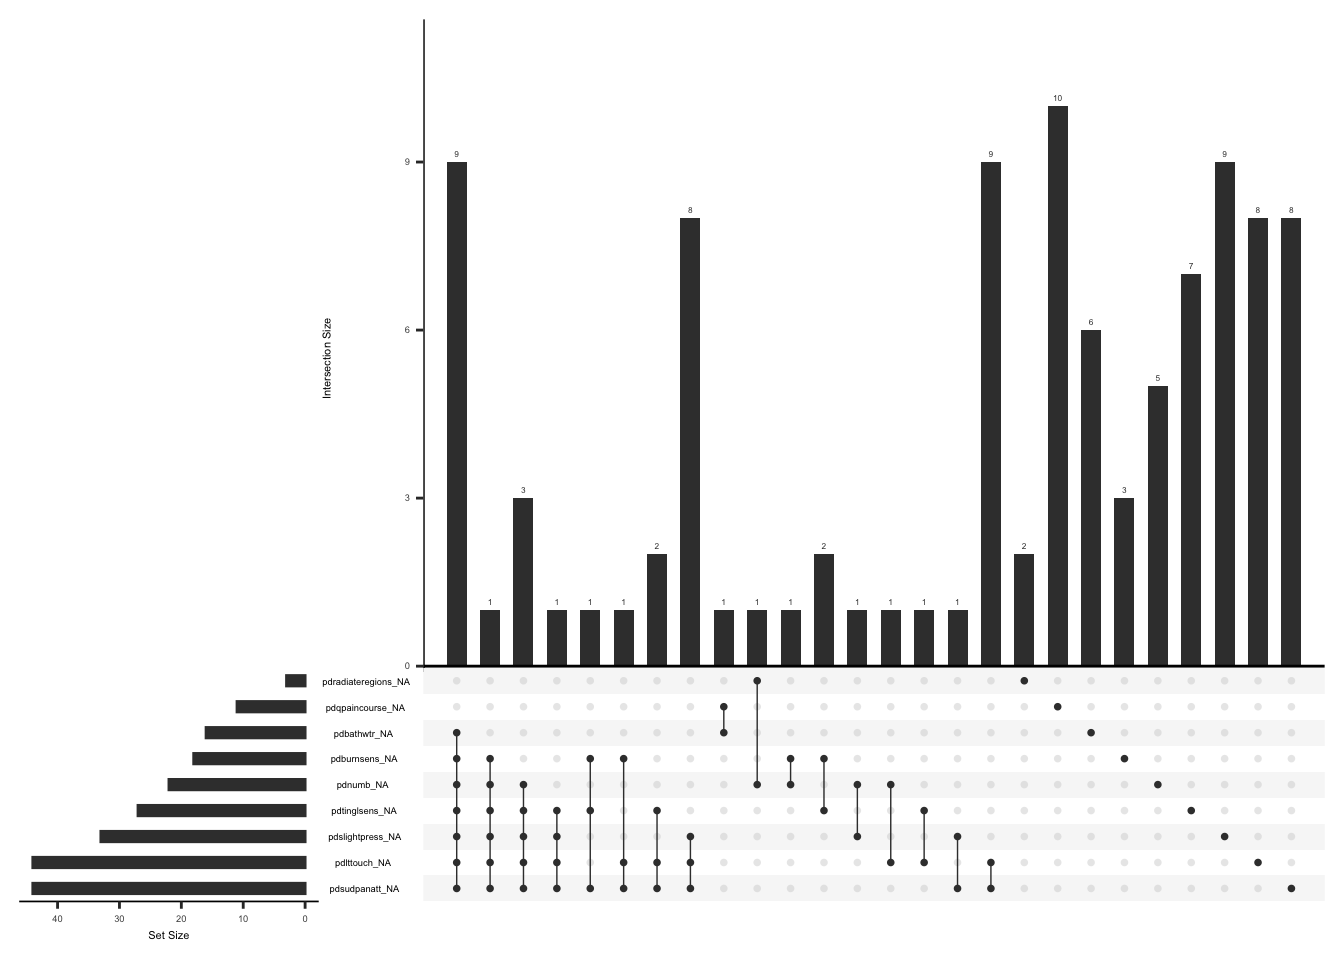 10
9 9 9 9
8 8 8
7
Intersection Size
6 6
5
3 3 3
2 2 2
1 1 1 1 1 1 1 1 1 1 1
0
pdradiateregions_NA
pdqpaincourse_NA
pdbathwtr_NA
pdburnsens_NA
pdnumb_NA
pdtinglsens_NA
pdslightpress_NA
pdlttouch_NA
pdsudpanatt_NA
40 30 20 10 0
Set Size